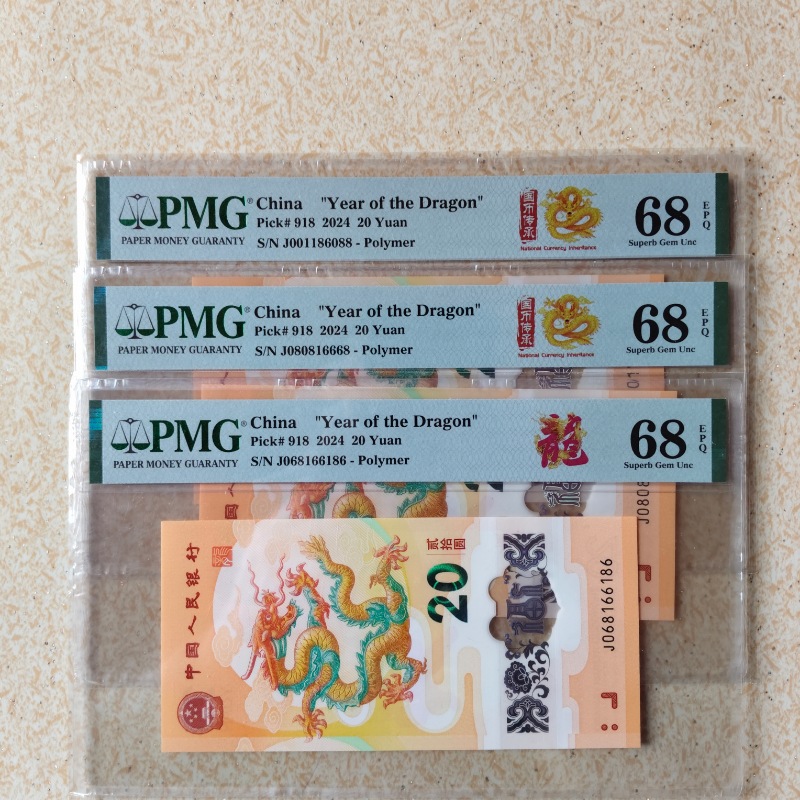 PMG®
PAPER MONEY GUARANTY
China "Year of the Dragon"
Pick# 918 2024 20 Yuan
S/N J001186088 - Polymer
国币传承
National Currency Inheritance
68
EPQ
Superb Gem Unc
PMG®
PAPER MONEY GUARANTY
China "Year of the Dragon"
Pick# 918 2024 20 Yuan
S/N J080816668 - Polymer
国币传承
National Currency Inheritance
68
EPQ
Superb Gem Unc
PMG®
PAPER MONEY GUARANTY
China "Year of the Dragon"
Pick# 918 2024 20 Yuan
S/N J068166186 - Polymer
龍
68
EPQ
Superb Gem Unc
中国人
J080
中国人民银行
贰拾圆
20
J068166186